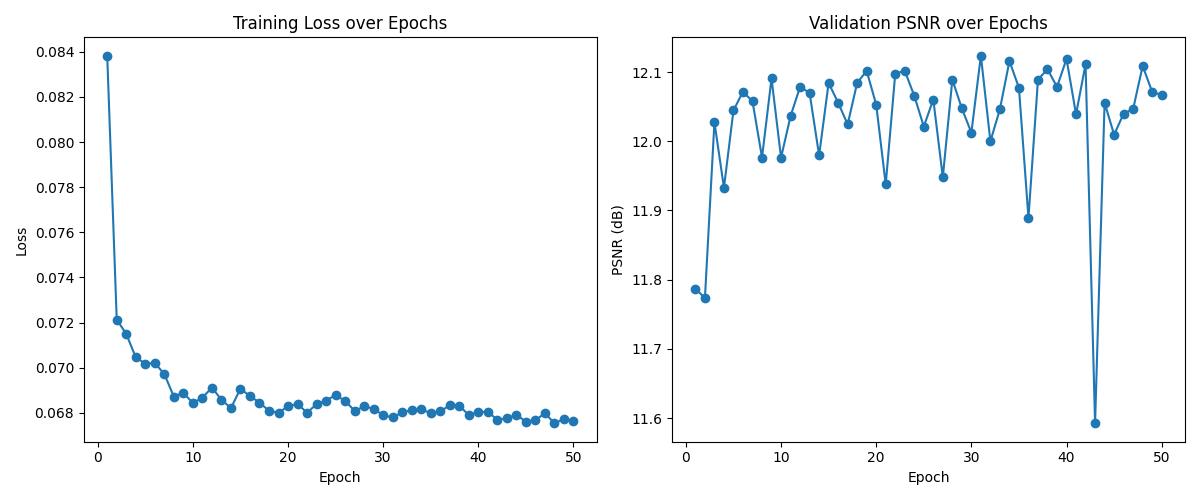 Training Loss over Epochs
0.084
0.082
0.080
0.078
0.076
0.074
0.072
0.070
0.068
Loss
0 10 20 30 40 50
Epoch
Validation PSNR over Epochs
12.1
12.0
11.9
11.8
11.7
11.6
PSNR (dB)
0 10 20 30 40 50
Epoch